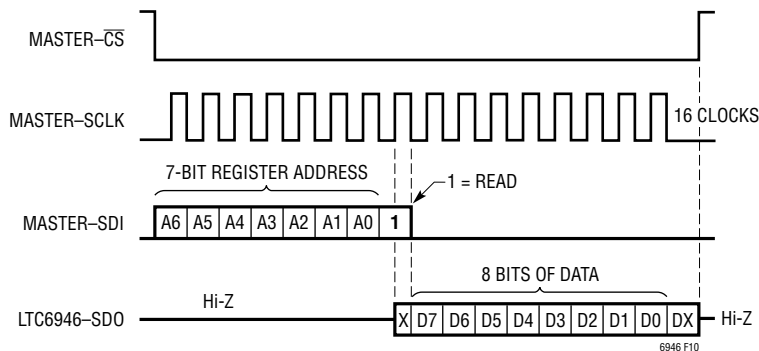 MASTER–CS
MASTER–SCLK
16 CLOCKS
7-BIT REGISTER ADDRESS
1 = READ
MASTER–SDI
A6 A5 A4 A3 A2 A1 A0 1
8 BITS OF DATA
Hi-Z
LTC6946–SDO
X D7 D6 D5 D4 D3 D2 D1 D0 DX
Hi-Z
6946 F10